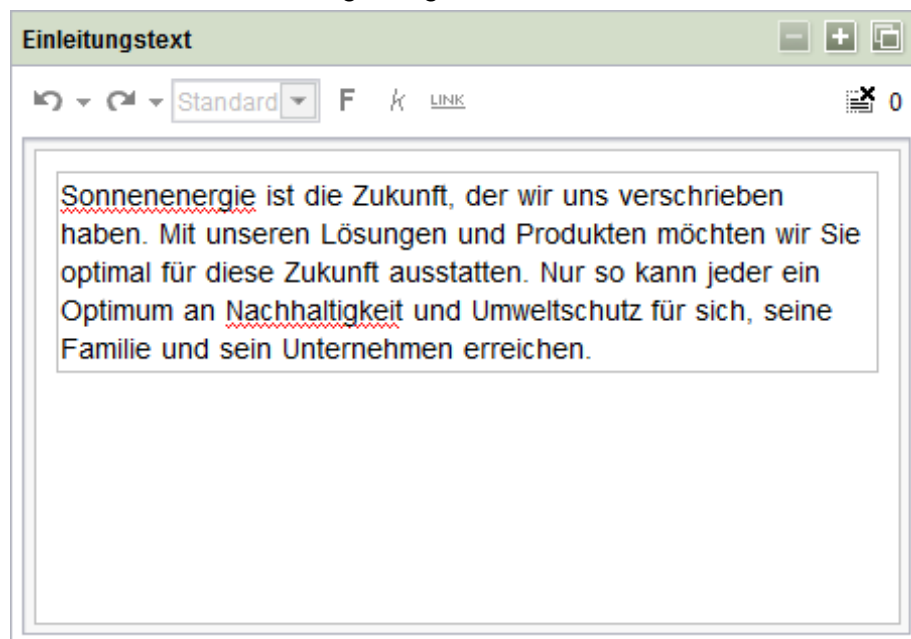 Einleitungstext
Standard F k LINK 0
Sonnenenergie ist die Zukunft, der wir uns verschrieben
haben. Mit unseren Lösungen und Produkten möchten wir Sie
optimal für diese Zukunft ausstatten. Nur so kann jeder ein
Optimum an Nachhaltigkeit und Umweltschutz für sich, seine
Familie und sein Unternehmen erreichen.